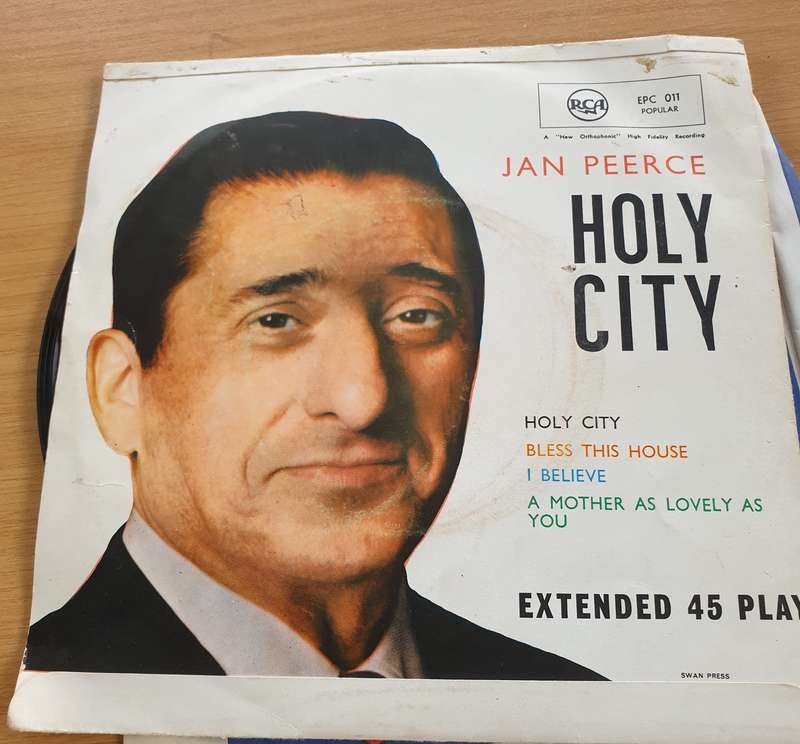 RCA
EPC 011
POPULAR
A "New Orthophonic" High Fidelity Recording
JAN PEERCE
HOLY
CITY
HOLY CITY
BLESS THIS HOUSE
I BELIEVE
A MOTHER AS LOVELY AS
YOU
EXTENDED 45 PLAY
SWAN PRESS